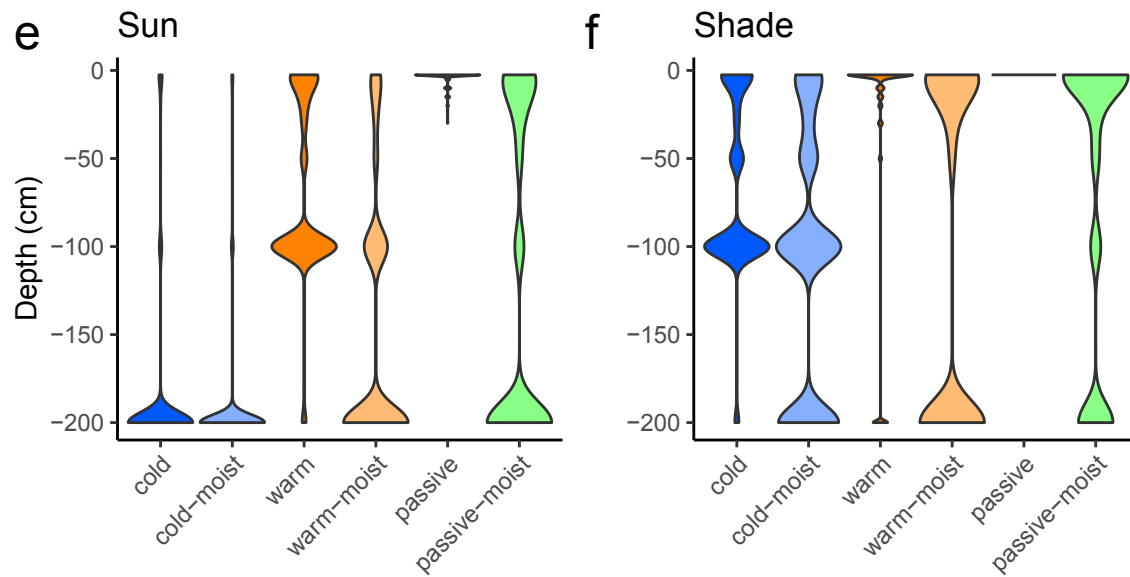 e Sun
f Shade
Depth (cm)
0
−50
−100
−150
−200
cold
cold−moist
warm
warm−moist
passive
passive−moist
0
−50
−100
−150
−200
cold
cold−moist
warm
warm−moist
passive
passive−moist